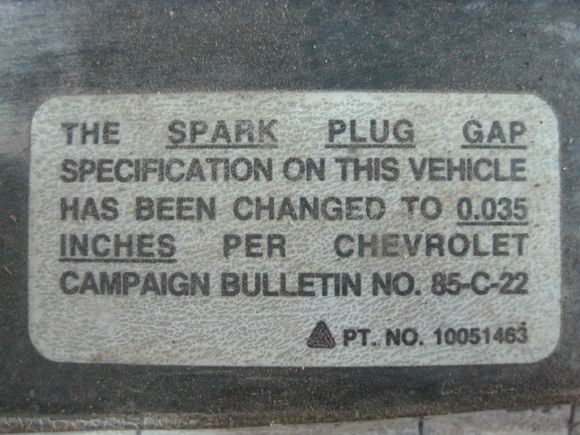 THE SPARK PLUG GAP
SPECIFICATION ON THIS VEHICLE
HAS BEEN CHANGED TO 0.035
INCHES PER CHEVROLET
CAMPAIGN BULLETIN NO. 85-C-22
PT. NO. 10051463